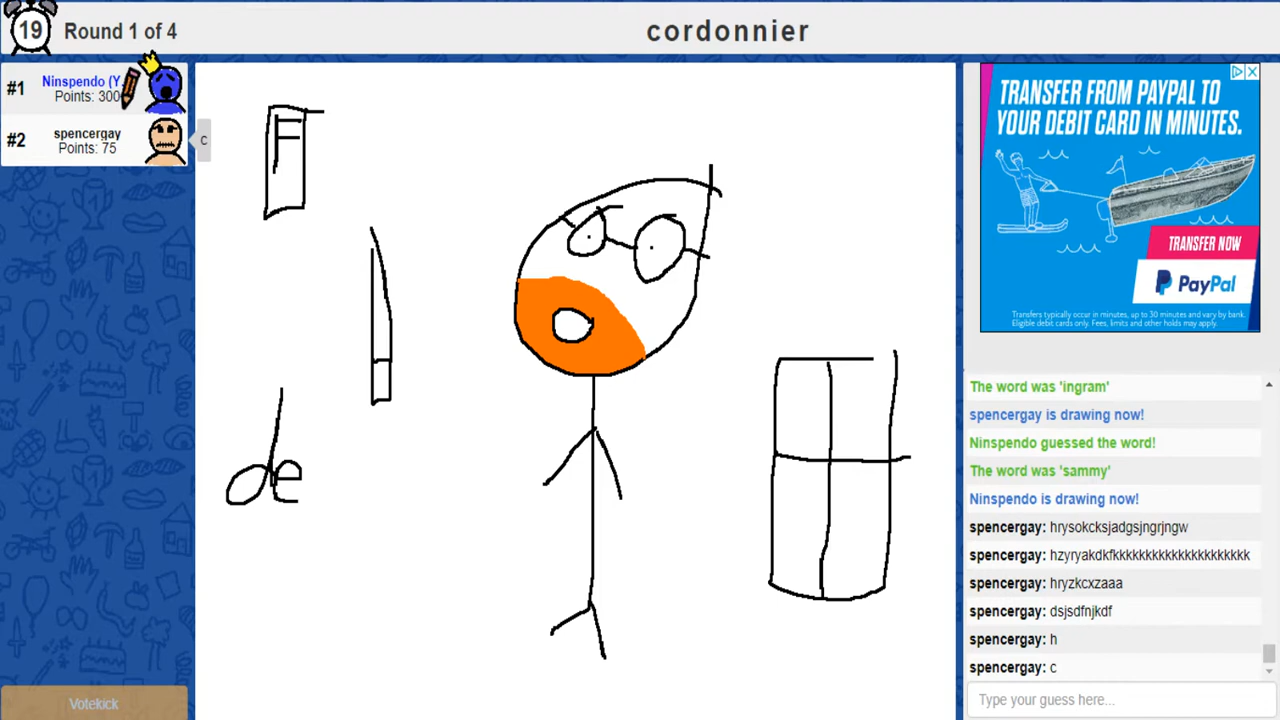 19
Round 1 of 4
cordonnier
#1
Ninspendo (Y
Points: 300
#2
spencergay
Points: 75
c
de
TRANSFER FROM PAYPAL TO
YOUR DEBIT CARD IN MINUTES.
TRANSFER NOW
PayPal
Transfers typically occur in minutes, up to 30 minutes and vary by bank.
Eligible debit cards only. Fees, limits and other holds may apply.
The word was 'ingram'
spencergay is drawing now!
Ninspendo guessed the word!
The word was 'sammy'
Ninspendo is drawing now!
spencergay: hrysokcksjadgsjngrjngw
spencergay: hzyryakdkfkkkkkkkkkkkkkkkkkkkkk
spencergay: hryzkcxzaaa
spencergay: dsjsdfnjkdf
spencergay: h
spencergay: c
Type your guess here...
Votekick